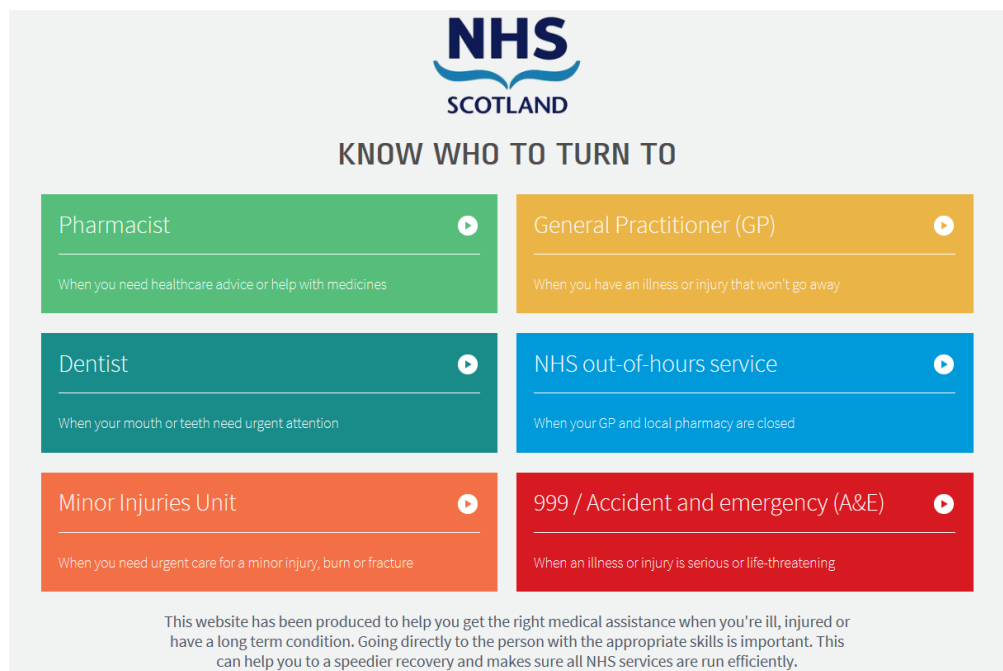 NHS
SCOTLAND
KNOW WHO TO TURN TO
Pharmacist
When you need healthcare advice or help with medicines
General Practitioner (GP)
When you have an illness or injury that won't go away
Dentist
When your mouth or teeth need urgent attention
NHS out-of-hours service
When your GP and local pharmacy are closed
Minor Injuries Unit
When you need urgent care for a minor injury, burn or fracture
999 / Accident and emergency (A&E)
When an illness or injury is serious or life-threatening
This website has been produced to help you get the right medical assistance when you're ill, injured or
have a long term condition. Going directly to the person with the appropriate skills is important. This
can help you to a speedier recovery and makes sure all NHS services are run efficiently.